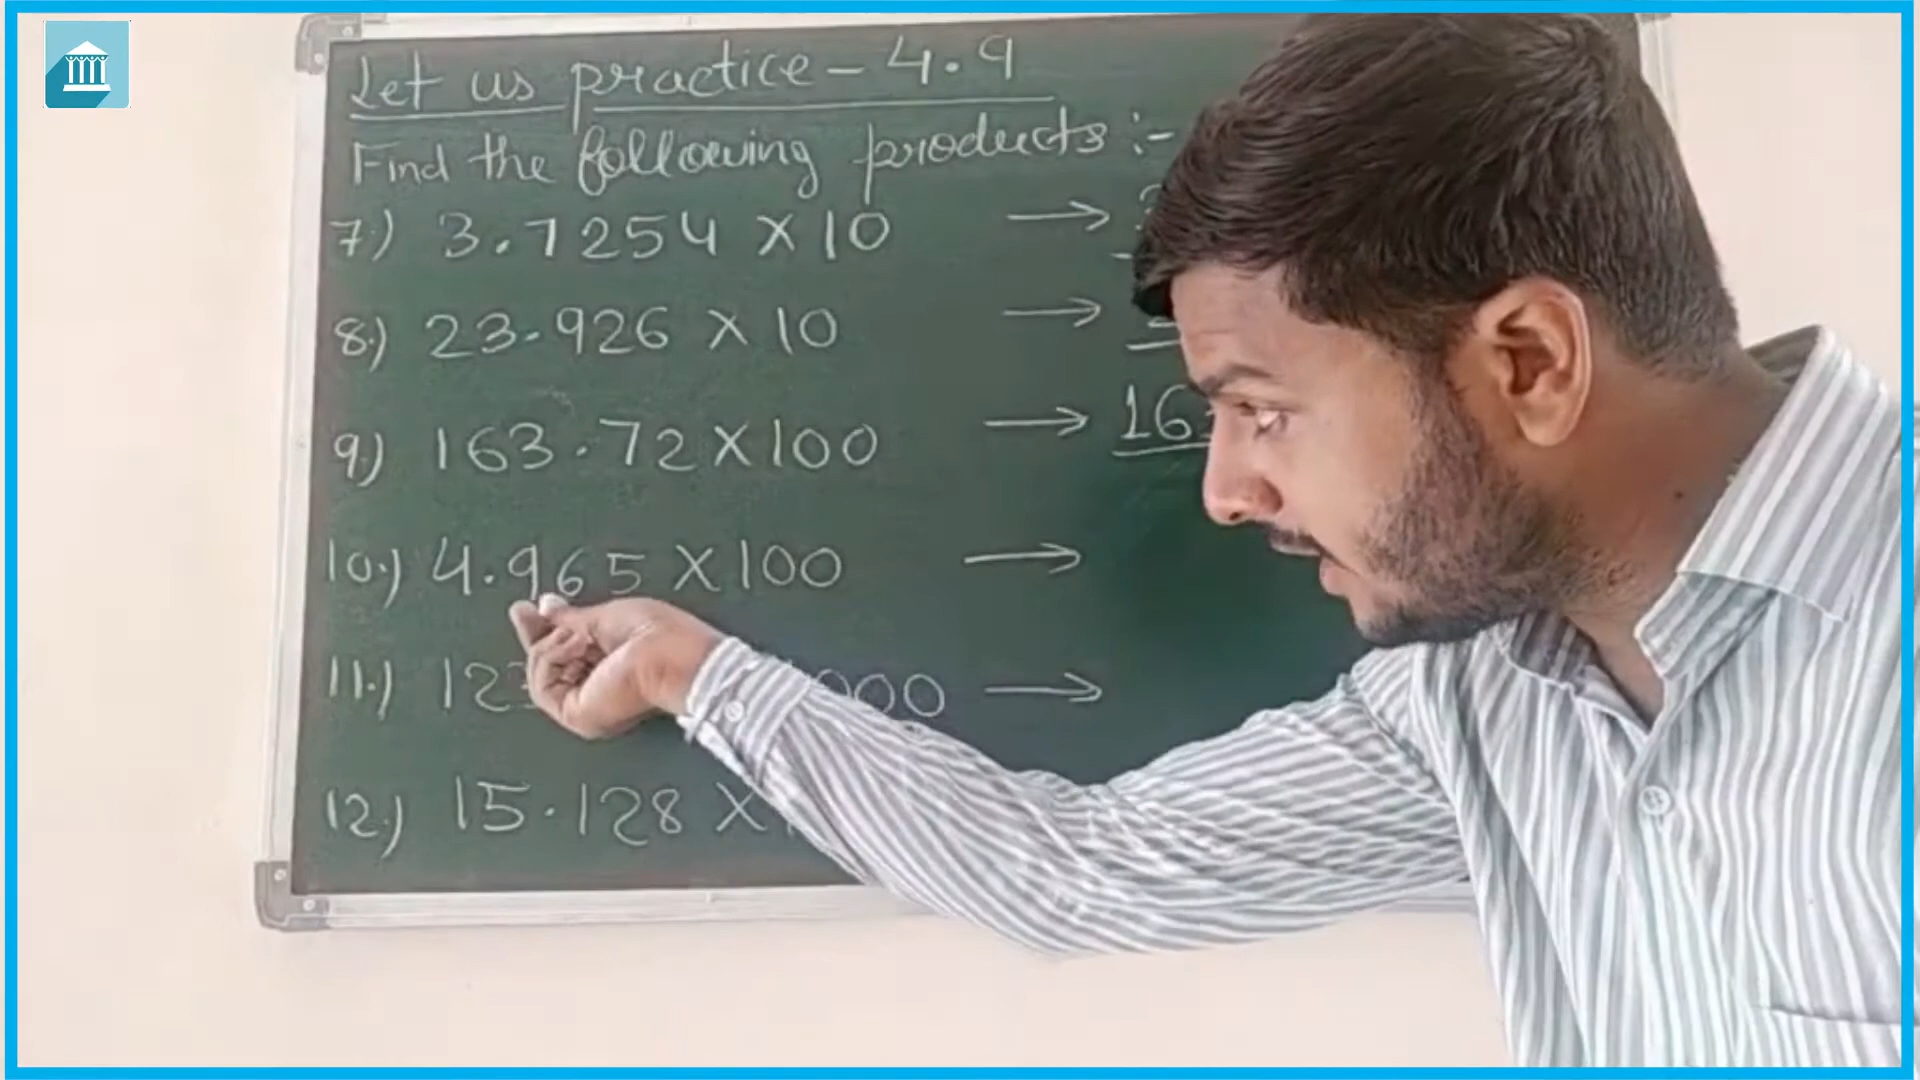 Let us practice - 4.9
Find the following products :-
7.) 3.7254 X 10 →
8.) 23.926 X 10 →
9.) 163.72 X 100 → 16
10.) 4.965 X 100 →
11.) 12 000 →
12.) 15.128 X